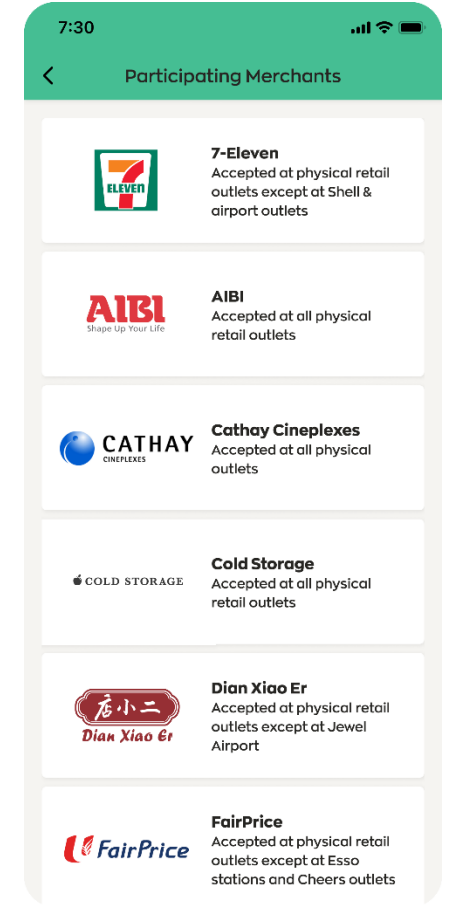 7:30
Participating Merchants
7
ELEVEN
7-Eleven
Accepted at physical retail
outlets except at Shell &
airport outlets
AIBI
Shape Up Your Life
AIBI
Accepted at all physical
retail outlets
CATHAY
CINEPLEXES
Cathay Cineplexes
Accepted at all physical
outlets
COLD STORAGE
Cold Storage
Accepted at all physical
retail outlets
店小二
Dian Xiao Er
Dian Xiao Er
Accepted at physical retail
outlets except at Jewel
Airport
FairPrice
FairPrice
Accepted at physical retail
outlets except at Esso
stations and Cheers outlets